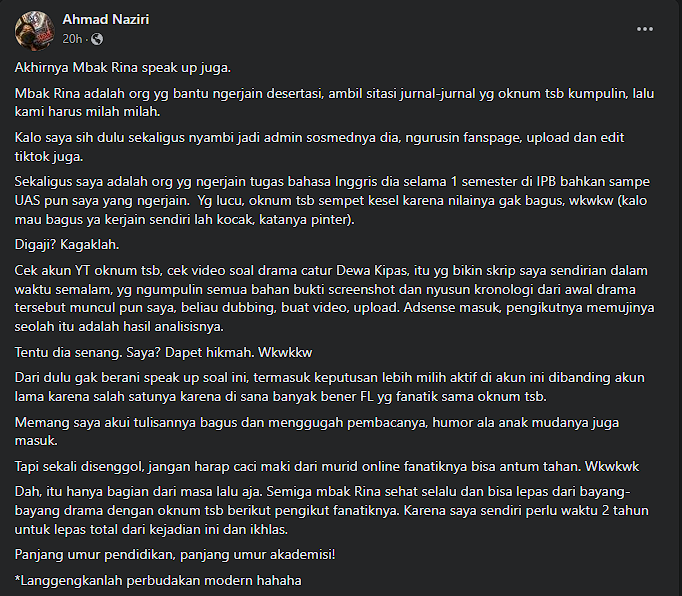 Ahmad Naziri
20h ·
Akhirnya Mbak Rina speak up juga.
Mbak Rina adalah org yg bantu ngerjain desertasi, ambil sitasi jurnal-jurnal yg oknum tsb kumpulin, lalu
kami harus milah milah.
Kalo saya sih dulu sekaligus nyambi jadi admin sosmednya dia, ngurusin fanspage, upload dan edit
tiktok juga.
Sekaligus saya adalah org yg ngerjain tugas bahasa Inggris dia selama 1 semester di IPB bahkan sampe
UAS pun saya yang ngerjain.  Yg lucu, oknum tsb sempet kesel karena nilainya gak bagus, wkwkw (kalo
mau bagus ya kerjain sendiri lah kocak, katanya pinter).
Digaji? Kagaklah.
Cek akun YT oknum tsb, cek video soal drama catur Dewa Kipas, itu yg bikin skrip saya sendirian dalam
waktu semalam, yg ngumpulin semua bahan bukti screenshot dan nyusun kronologi dari awal drama
tersebut muncul pun saya, beliau dubbing, buat video, upload. Adsense masuk, pengikutnya memujinya
seolah itu adalah hasil analisisnya.
Tentu dia senang. Saya? Dapet hikmah. Wkwkkw
Dari dulu gak berani speak up soal ini, termasuk keputusan lebih milih aktif di akun ini dibanding akun
lama karena salah satunya karena di sana banyak bener FL yg fanatik sama oknum tsb.
Memang saya akui tulisannya bagus dan menggugah pembacanya, humor ala anak mudanya juga
masuk.
Tapi sekali disenggol, jangan harap caci maki dari murid online fanatiknya bisa antum tahan. Wkwkwk
Dah, itu hanya bagian dari masa lalu aja. Semiga mbak Rina sehat selalu dan bisa lepas dari bayang-
bayang drama dengan oknum tsb berikut pengikut fanatiknya. Karena saya sendiri perlu waktu 2 tahun
untuk lepas total dari kejadian ini dan ikhlas.
Panjang umur pendidikan, panjang umur akademisi!
*Langgengkanlah perbudakan modern hahaha